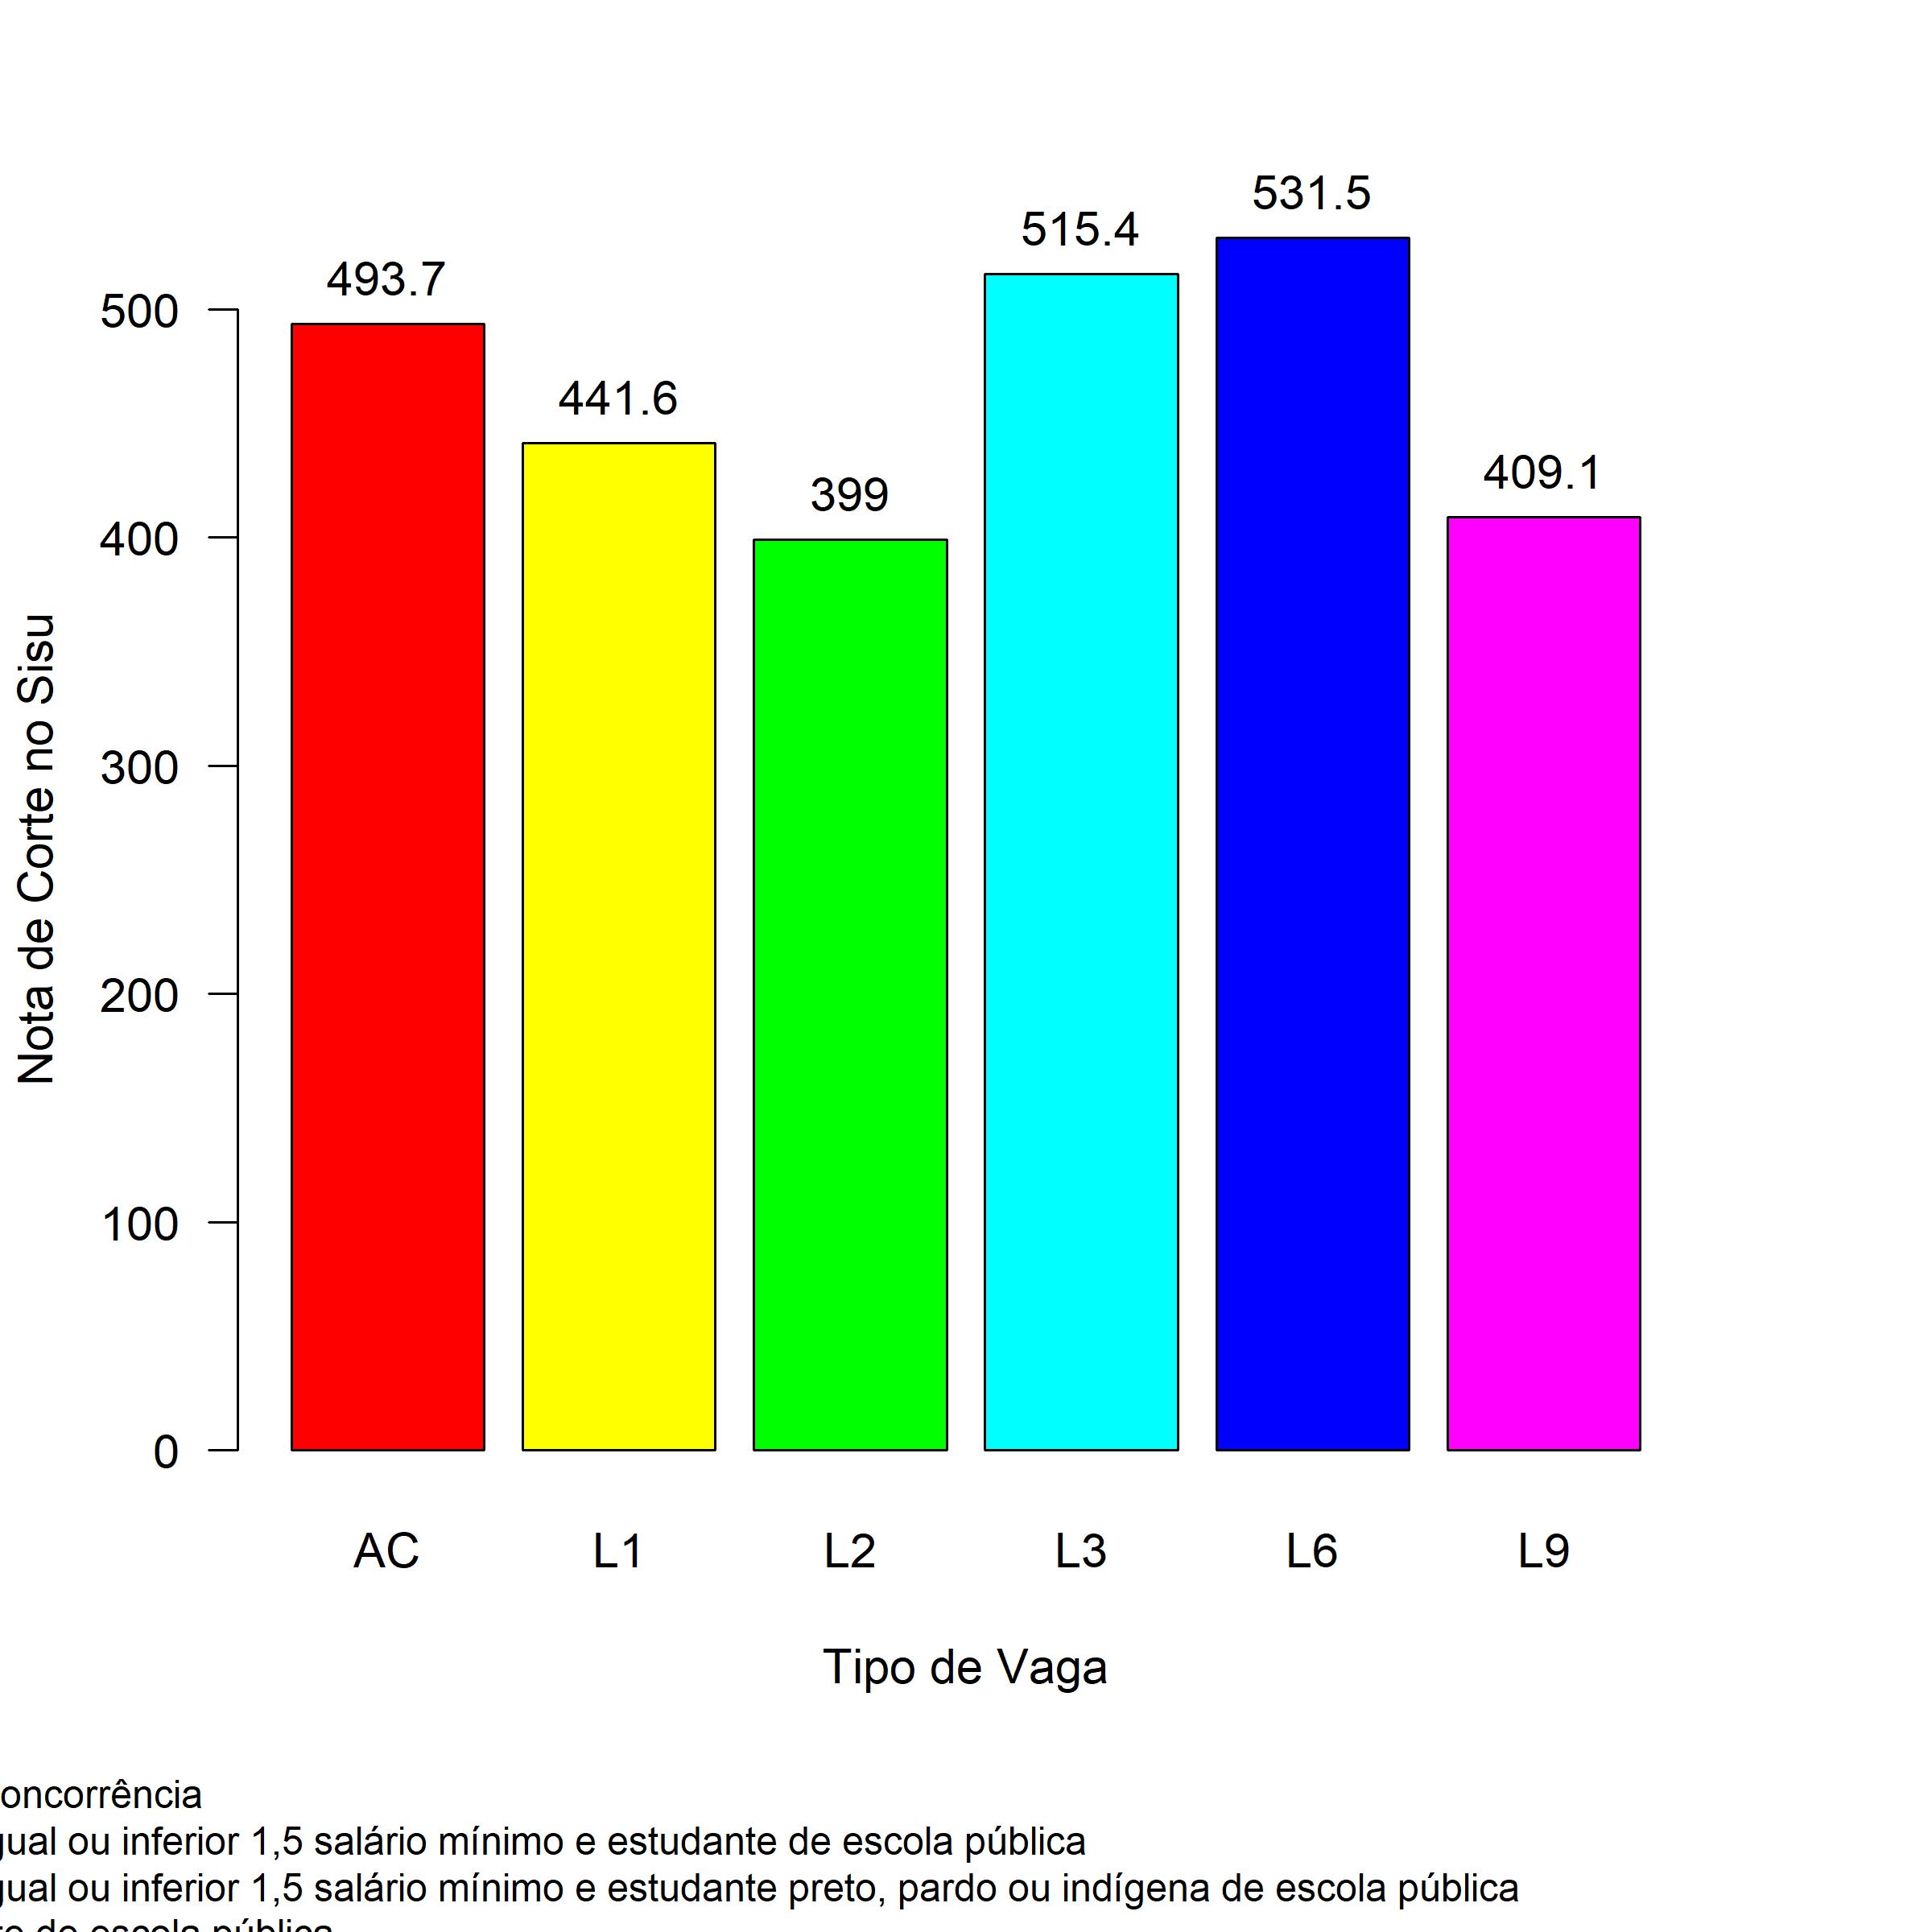 531.5
515.4
493.7
441.6
409.1
399
500
400
300
200
100
0
Nota de Corte no Sisu
AC L1 L2 L3 L6 L9
Tipo de Vaga
oncorrência
gual ou inferior 1,5 salário mínimo e estudante de escola pública
gual ou inferior 1,5 salário mínimo e estudante preto, pardo ou indígena de escola pública
de escola pública